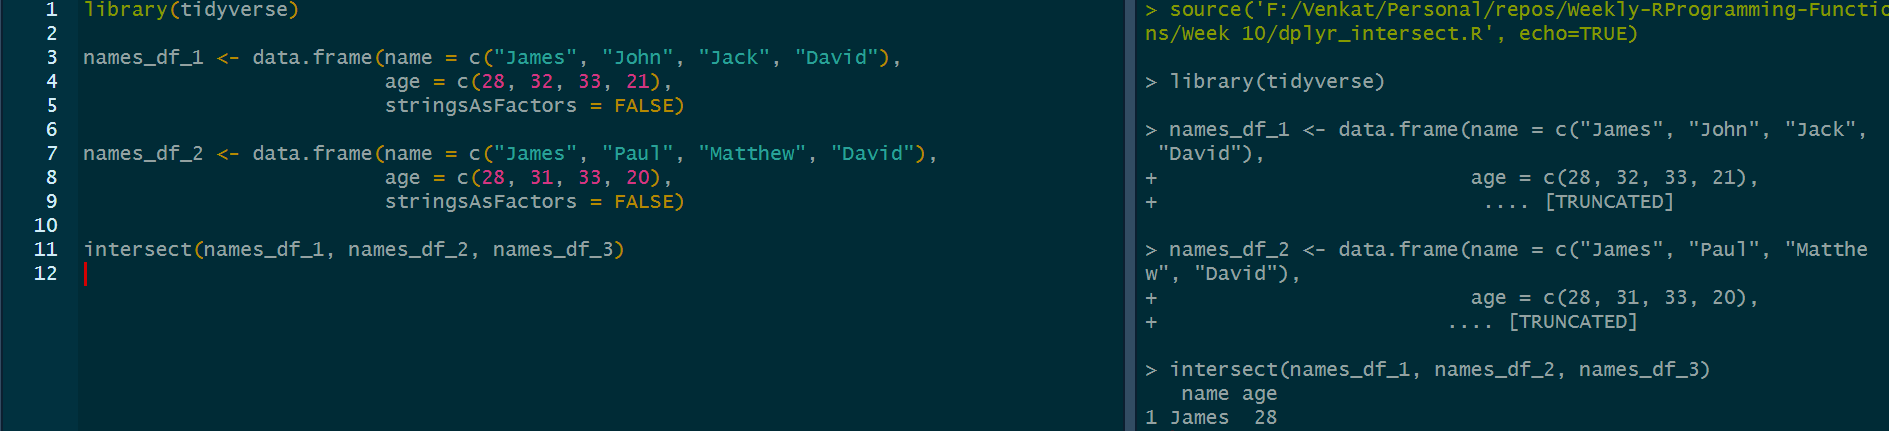 1 library(tidyverse)
2
3 names_df_1 <- data.frame(name = c("James", "John", "Jack", "David"),
4 age = c(28, 32, 33, 21),
5 stringsAsFactors = FALSE)
6
7 names_df_2 <- data.frame(name = c("James", "Paul", "Matthew", "David"),
8 age = c(28, 31, 33, 20),
9 stringsAsFactors = FALSE)
10
11 intersect(names_df_1, names_df_2, names_df_3)
12
> source('F:/Venkat/Personal/repos/Weekly-RProgramming-Functio
ns/Week 10/dplyr_intersect.R', echo=TRUE)
> library(tidyverse)
> names_df_1 <- data.frame(name = c("James", "John", "Jack",
"David"),
+ age = c(28, 32, 33, 21),
+ .... [TRUNCATED]
> names_df_2 <- data.frame(name = c("James", "Paul", "Matthe
w", "David"),
+ age = c(28, 31, 33, 20),
+ .... [TRUNCATED]
> intersect(names_df_1, names_df_2, names_df_3)
name age
1 James 28